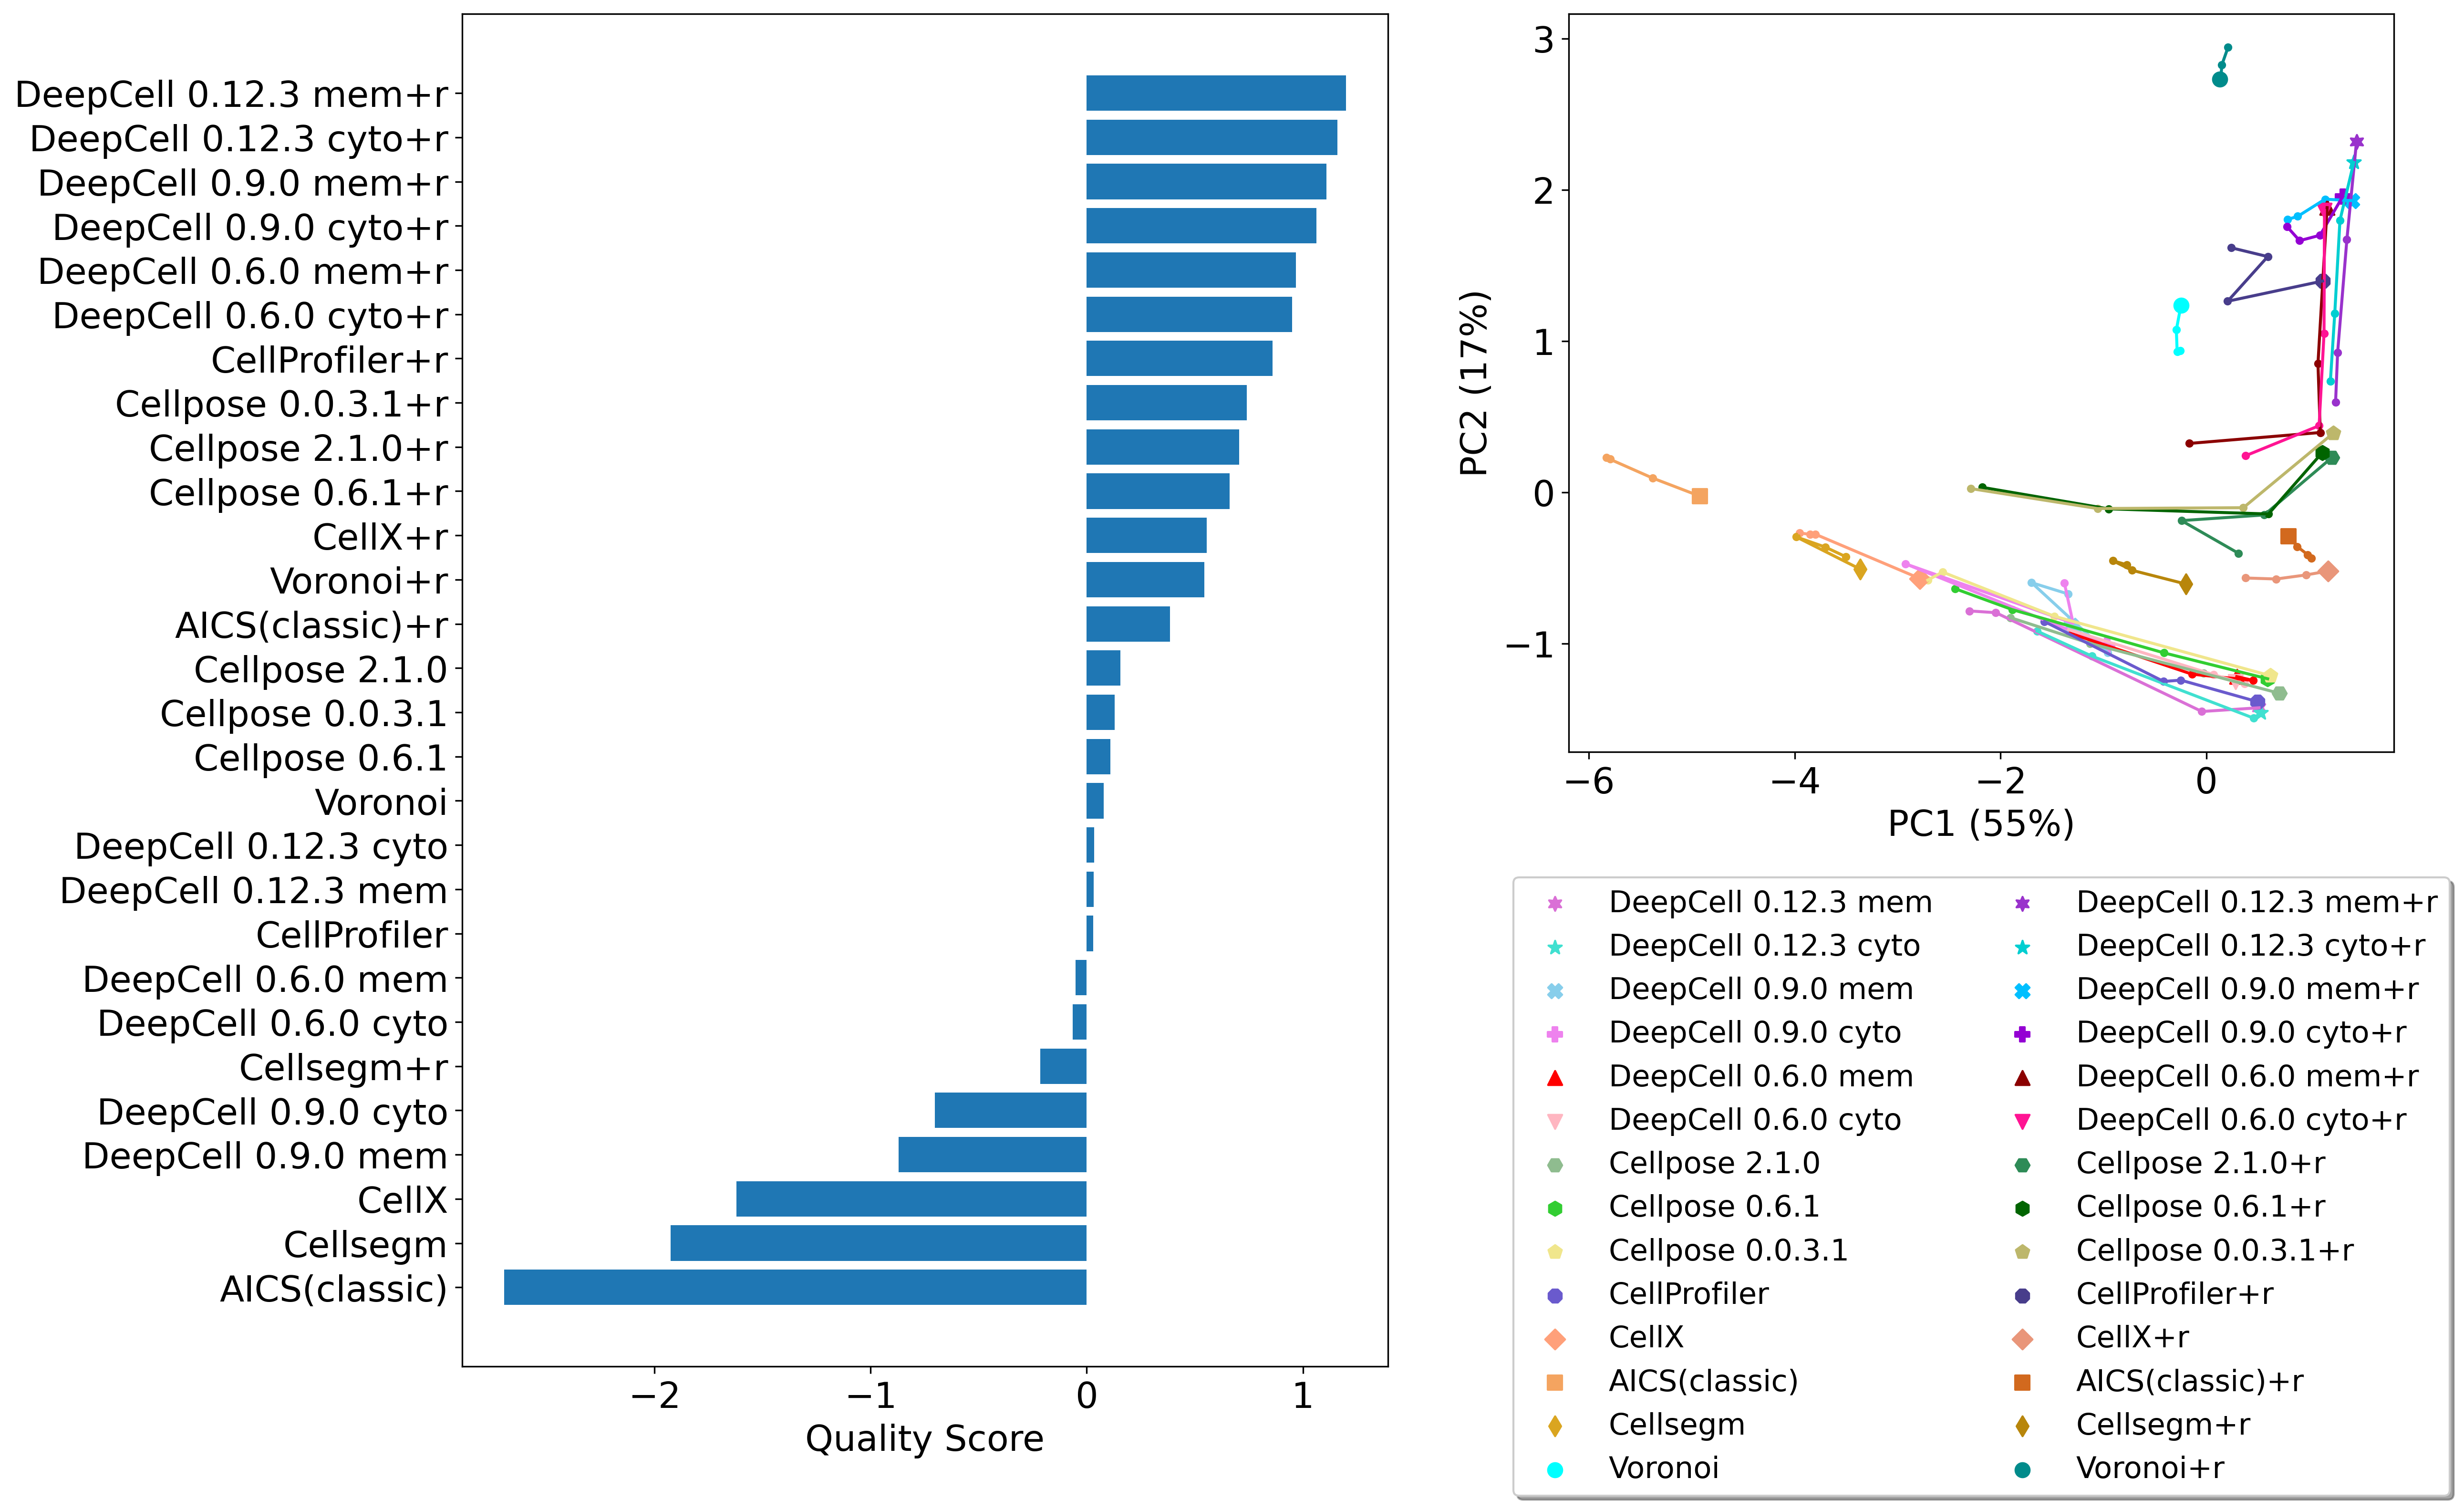 DeepCell 0.12.3 mem+r
DeepCell 0.12.3 cyto+r
DeepCell 0.9.0 mem+r
DeepCell 0.9.0 cyto+r
DeepCell 0.6.0 mem+r
DeepCell 0.6.0 cyto+r
CellProfiler+r
Cellpose 0.0.3.1+r
Cellpose 2.1.0+r
Cellpose 0.6.1+r
CellX+r
Voronoi+r
AICS(classic)+r
Cellpose 2.1.0
Cellpose 0.0.3.1
Cellpose 0.6.1
Voronoi
DeepCell 0.12.3 cyto
DeepCell 0.12.3 mem
CellProfiler
DeepCell 0.6.0 mem
DeepCell 0.6.0 cyto
Cellsegm+r
DeepCell 0.9.0 cyto
DeepCell 0.9.0 mem
CellX
Cellsegm
AICS(classic)
−2 −1 0 1
Quality Score
3
2
1
0
−1
PC2 (17%)
−6 −4 −2 0
PC1 (55%)
DeepCell 0.12.3 mem DeepCell 0.12.3 mem+r
DeepCell 0.12.3 cyto DeepCell 0.12.3 cyto+r
DeepCell 0.9.0 mem DeepCell 0.9.0 mem+r
DeepCell 0.9.0 cyto DeepCell 0.9.0 cyto+r
DeepCell 0.6.0 mem DeepCell 0.6.0 mem+r
DeepCell 0.6.0 cyto DeepCell 0.6.0 cyto+r
Cellpose 2.1.0 Cellpose 2.1.0+r
Cellpose 0.6.1 Cellpose 0.6.1+r
Cellpose 0.0.3.1 Cellpose 0.0.3.1+r
CellProfiler CellProfiler+r
CellX CellX+r
AICS(classic) AICS(classic)+r
Cellsegm Cellsegm+r
Voronoi Voronoi+r